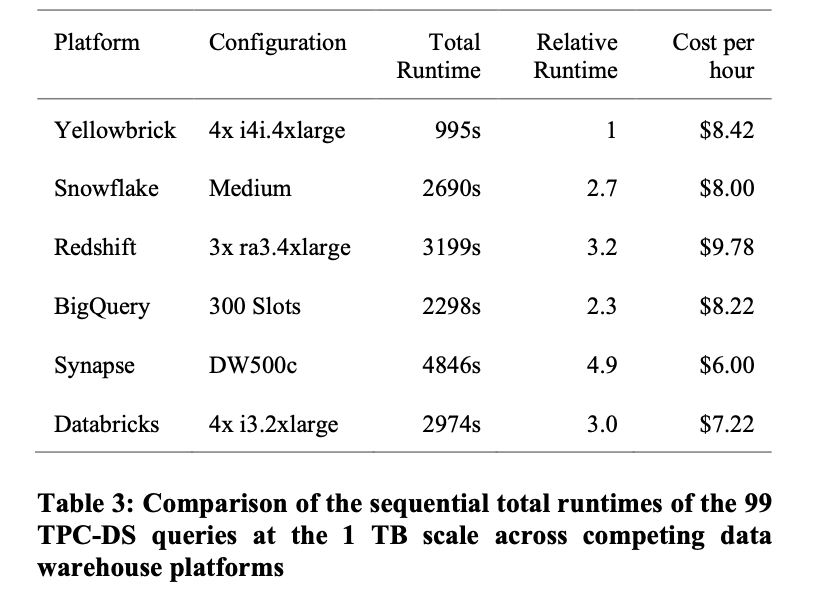 Platform Configuration Total Runtime Relative Runtime Cost per hour
Yellowbrick 4x i4i.4xlarge 995s 1 $8.42
Snowflake Medium 2690s 2.7 $8.00
Redshift 3x ra3.4xlarge 3199s 3.2 $9.78
BigQuery 300 Slots 2298s 2.3 $8.22
Synapse DW500c 4846s 4.9 $6.00
Databricks 4x i3.2xlarge 2974s 3.0 $7.22
Table 3: Comparison of the sequential total runtimes of the 99
TPC-DS queries at the 1 TB scale across competing data
warehouse platforms